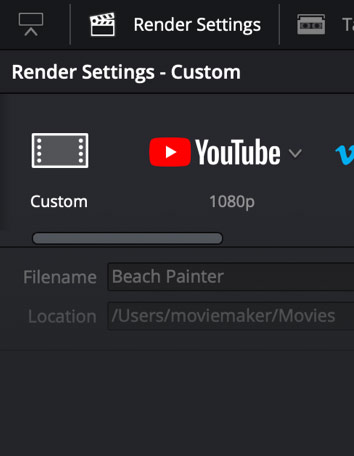 Render Settings
Render Settings - Custom
YouTube
Custom
1080p
Filename Beach Painter
Location /Users/moviemaker/Movies